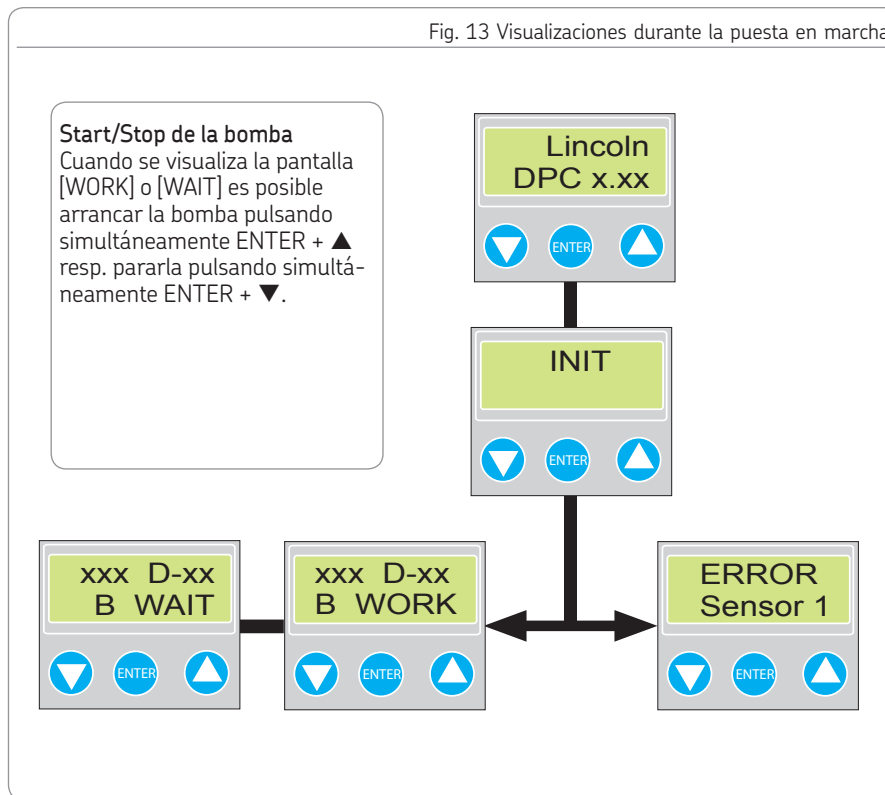 Fig. 13 Visualizaciones durante la puesta en marcha
Start/Stop de la bomba
Cuando se visualiza la pantalla
[WORK] o [WAIT] es posible
arrancar la bomba pulsando
simultáneamente ENTER + ▲
resp. pararla pulsando simultá-
neamente ENTER + ▼.
Lincoln
DPC x.xx
ENTER
INIT
ENTER
xxx D-xx
B WAIT
ENTER
xxx D-xx
B WORK
ENTER
ERROR
Sensor 1
ENTER